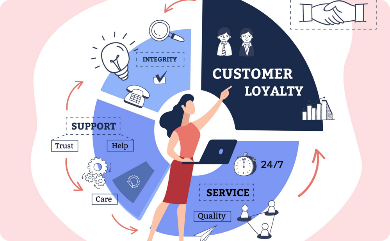 INTEGRITY
CUSTOMER
LOYALTY
SUPPORT
Trust
Help
Care
24/7
SERVICE
Quality